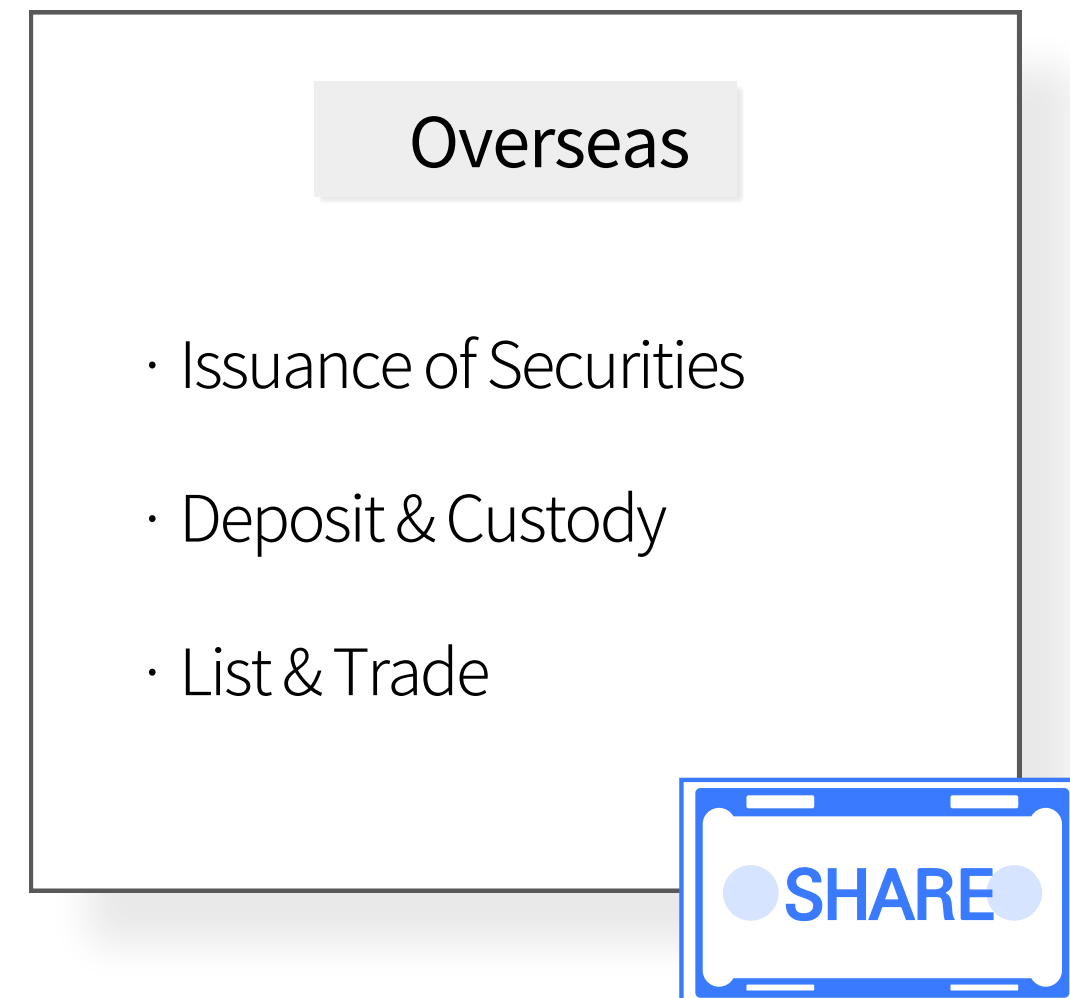 Overseas
· Issuance of Securities
· Deposit & Custody
· List & Trade
SHARE